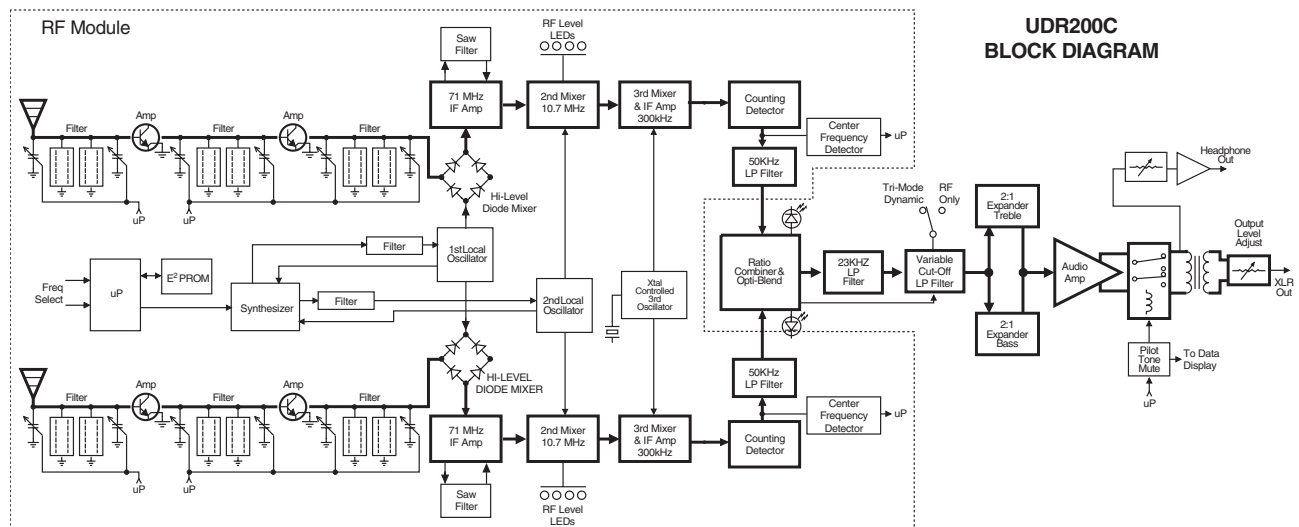 RF Module
UDR200C
BLOCK DIAGRAM
RF Level
LEDs
Saw
Filter
71 MHz
IF Amp
2nd Mixer
10.7 MHz
3rd Mixer
& IF Amp
300kHz
Counting
Detector
Center
Frequency
Detector
uP
Filter
Amp
Filter
Amp
Filter
uP
uP
Hi-Level
Diode Mixer
50KHz
LP Filter
Headphone
Out
Tri-Mode
Dynamic
RF
Only
2:1
Expander
Treble
Output
Level
Adjust
Freq
Select
uP
E2 PROM
Filter
1st Local
Oscillator
Synthesizer
Filter
2nd Local
Oscillator
Xtal
Controlled
3rd Oscillator
Ratio
Combiner &
Opti-Blend
23KHZ
LP
Filter
Variable
Cut-Off
LP Filter
Audio
Amp
XLR
Out
2:1
Expander
Bass
Pilot
Tone
Mute
To Data
Display
uP
HI-LEVEL
DIODE MIXER
50KHz
LP Filter
Filter
Amp
Filter
Amp
Filter
uP
uP
71 MHz
IF Amp
2nd Mixer
10.7 MHz
3rd Mixer
& IF Amp
300kHz
Counting
Detector
Center
Frequency
Detector
uP
Saw
Filter
RF Level
LEDs